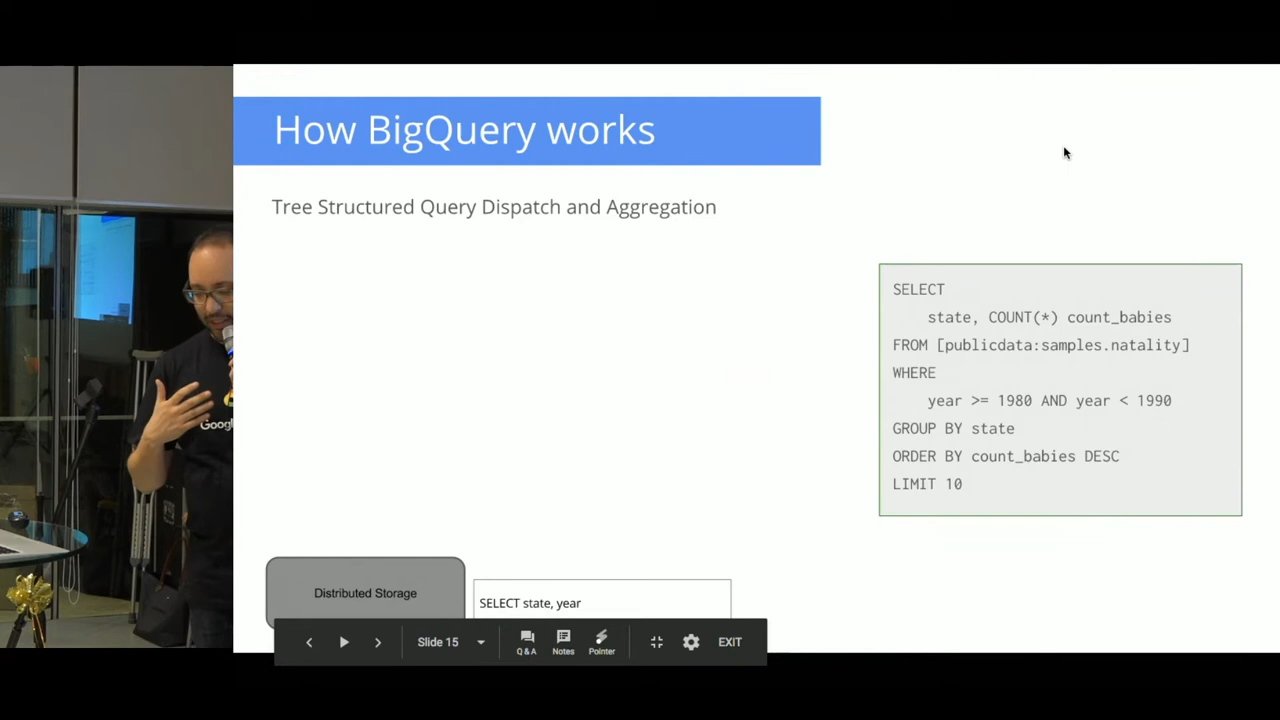 How BigQuery works
Tree Structured Query Dispatch and Aggregation
SELECT
state, COUNT(*) count_babies
FROM [publicdata:samples.natality]
WHERE
year >= 1980 AND year < 1990
GROUP BY state
ORDER BY count_babies DESC
LIMIT 10
Google
Distributed Storage
SELECT state, year
Slide 15
Q & A
Notes
Pointer
EXIT